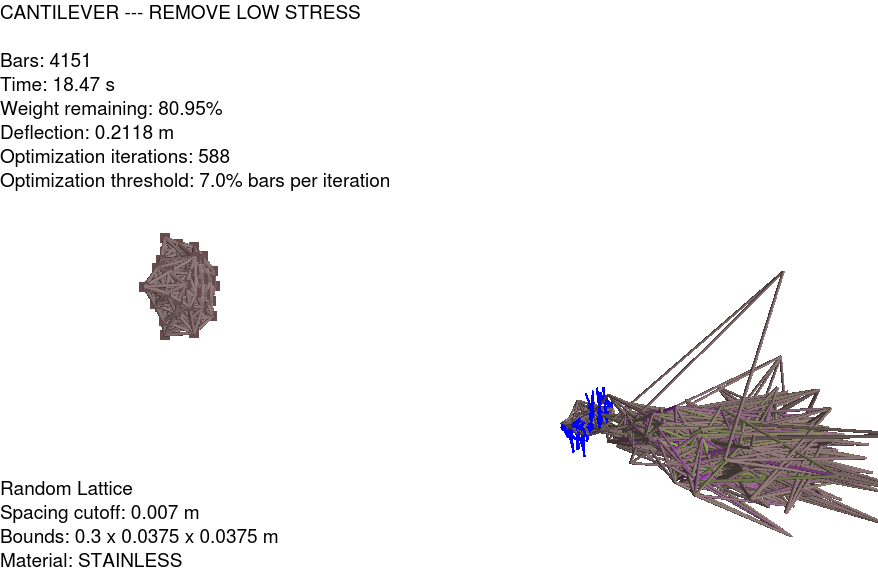 CANTILEVER --- REMOVE LOW STRESS
Bars: 4151
Time: 18.47 s
Weight remaining: 80.95%
Deflection: 0.2118 m
Optimization iterations: 588
Optimization threshold: 7.0% bars per iteration
Random Lattice
Spacing cutoff: 0.007 m
Bounds: 0.3 x 0.0375 x 0.0375 m
Material: STAINLESS